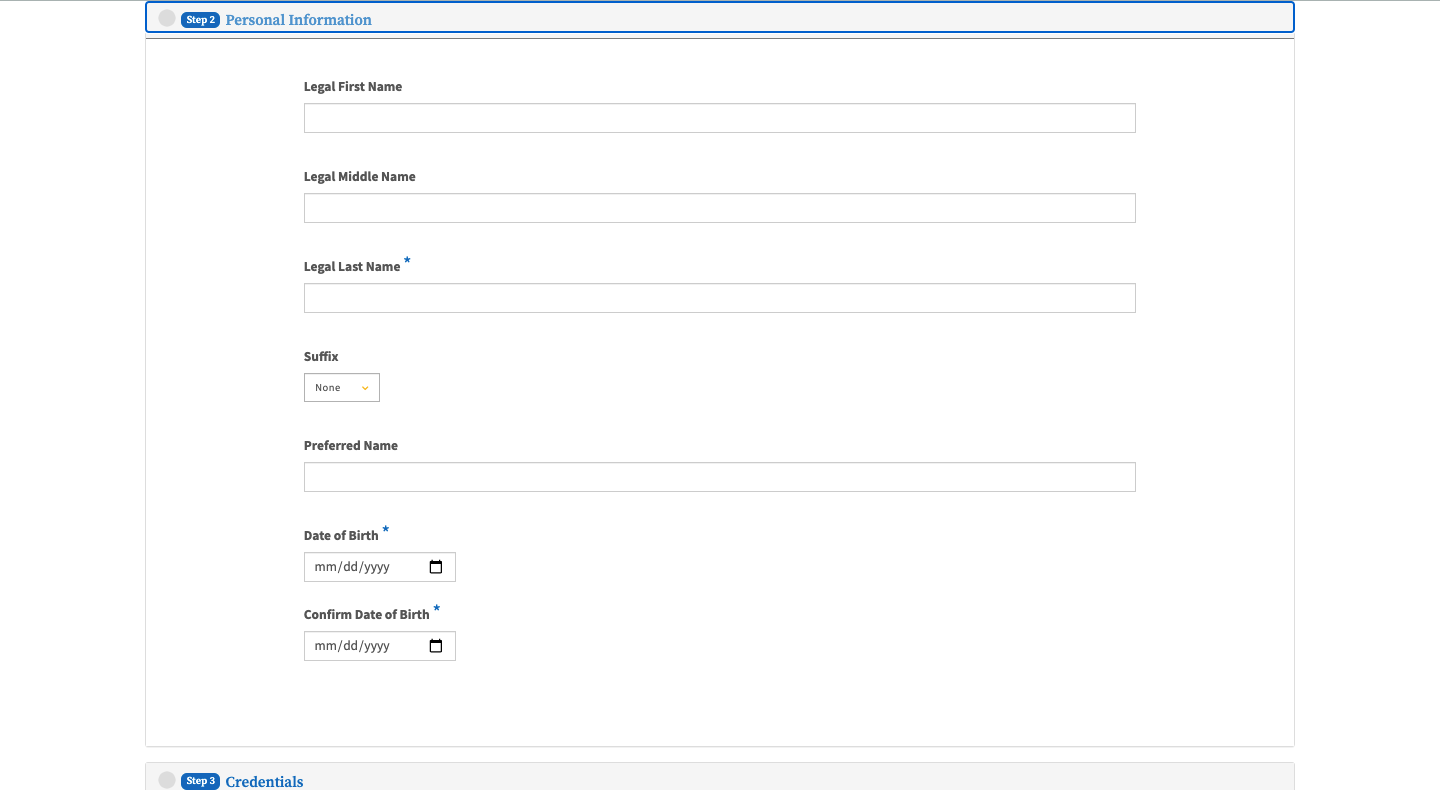 Step 2 Personal Information
Legal First Name
Legal Middle Name
Legal Last Name *
Suffix
None
Preferred Name
Date of Birth *
mm/dd/yyyy
Confirm Date of Birth *
mm/dd/yyyy
Step 3 Credentials